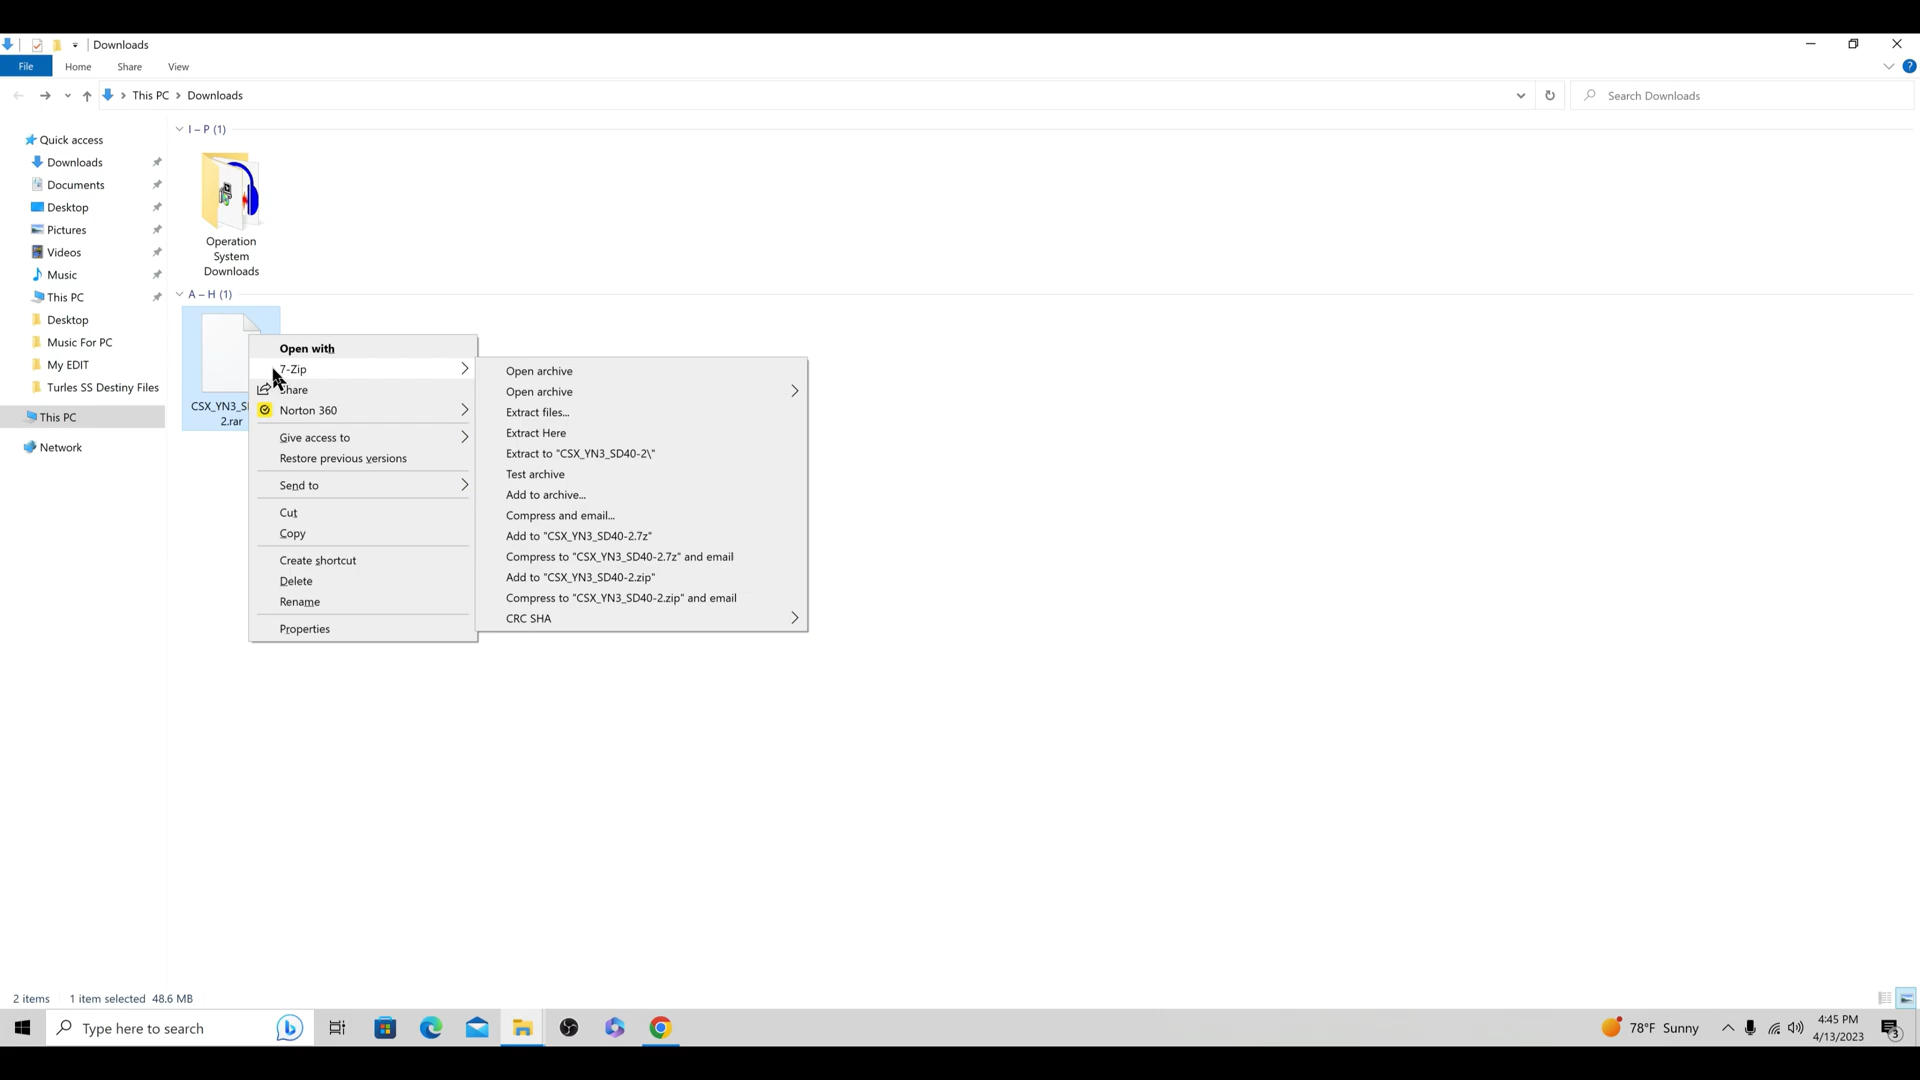 Downloads
File
Home
Share
View
This PC
Downloads
Search Downloads
Quick access
Downloads
Documents
Desktop
Pictures
Videos
Music
This PC
Desktop
Music For PC
My EDIT
Turles SS Destiny Files
This PC
Network
I – P (1)
Operation
System
Downloads
A – H (1)
CSX_YN3_S
2.rar
Open with
7-Zip
Share
Norton 360
Give access to
Restore previous versions
Send to
Cut
Copy
Create shortcut
Delete
Rename
Properties
Open archive
Open archive
Extract files...
Extract Here
Extract to "CSX_YN3_SD40-2\"
Test archive
Add to archive...
Compress and email...
Add to "CSX_YN3_SD40-2.7z"
Compress to "CSX_YN3_SD40-2.7z" and email
Add to "CSX_YN3_SD40-2.zip"
Compress to "CSX_YN3_SD40-2.zip" and email
CRC SHA
2 items
1 item selected 48.6 MB
Type here to search
78°F Sunny
4:45 PM
4/13/2023
3